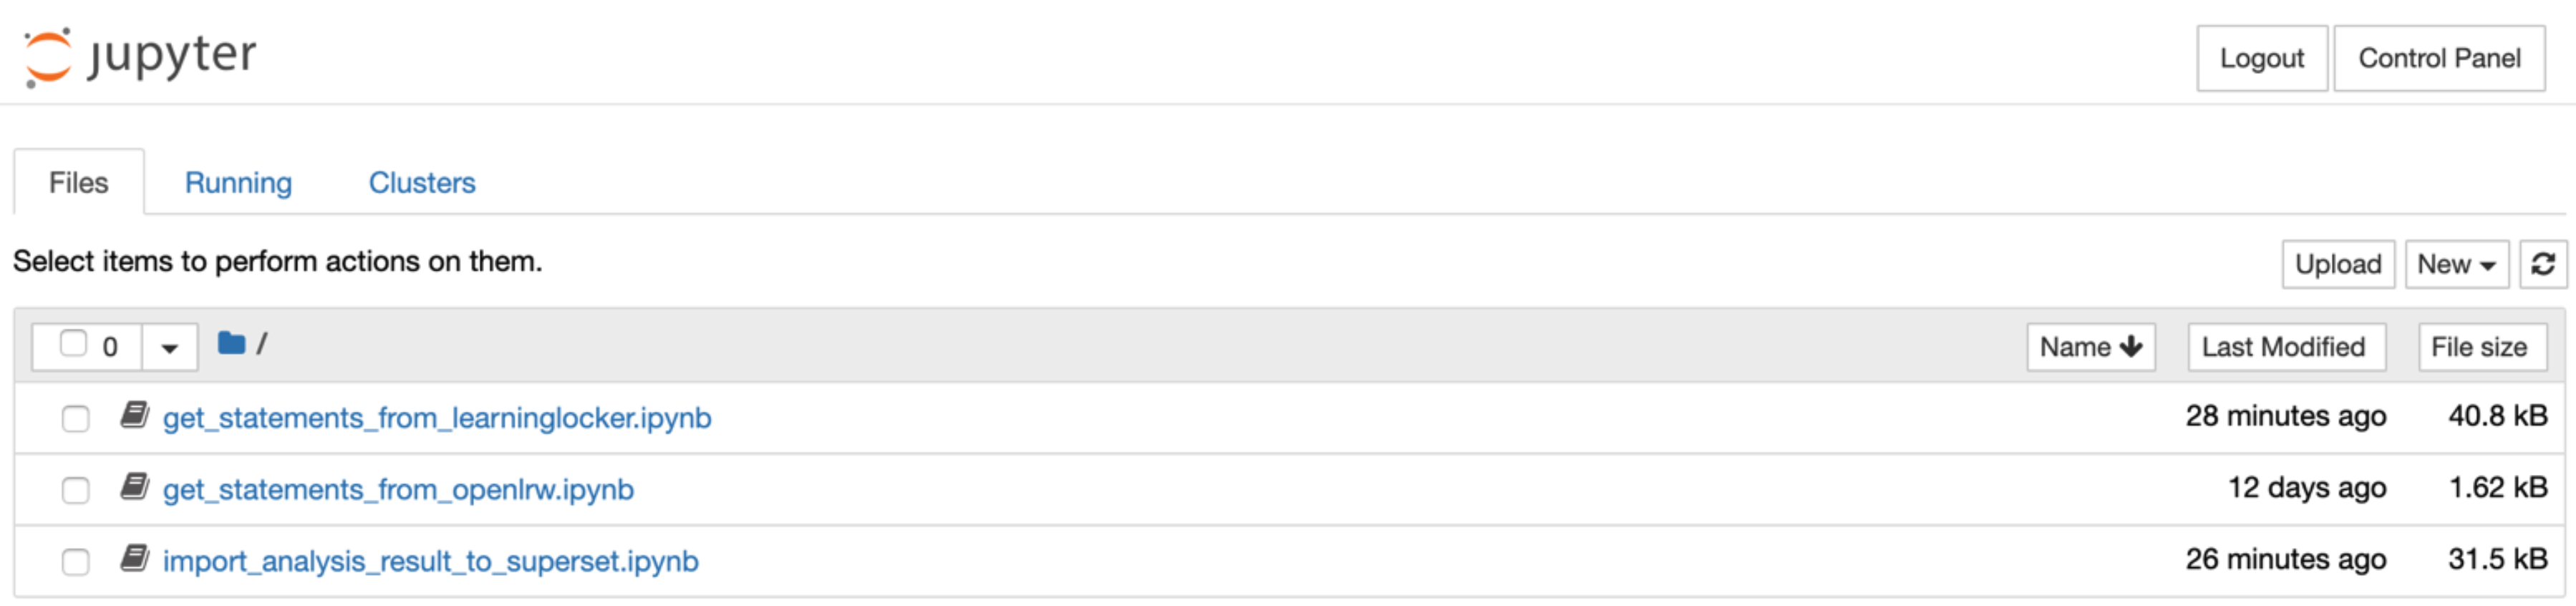 jupyter
Logout Control Panel
Files Running Clusters
Select items to perform actions on them.
Upload New
0 / Name Last Modified File size
get_statements_from_learninglocker.ipynb 28 minutes ago 40.8 kB
get_statements_from_openlrw.ipynb 12 days ago 1.62 kB
import_analysis_result_to_superset.ipynb 26 minutes ago 31.5 kB